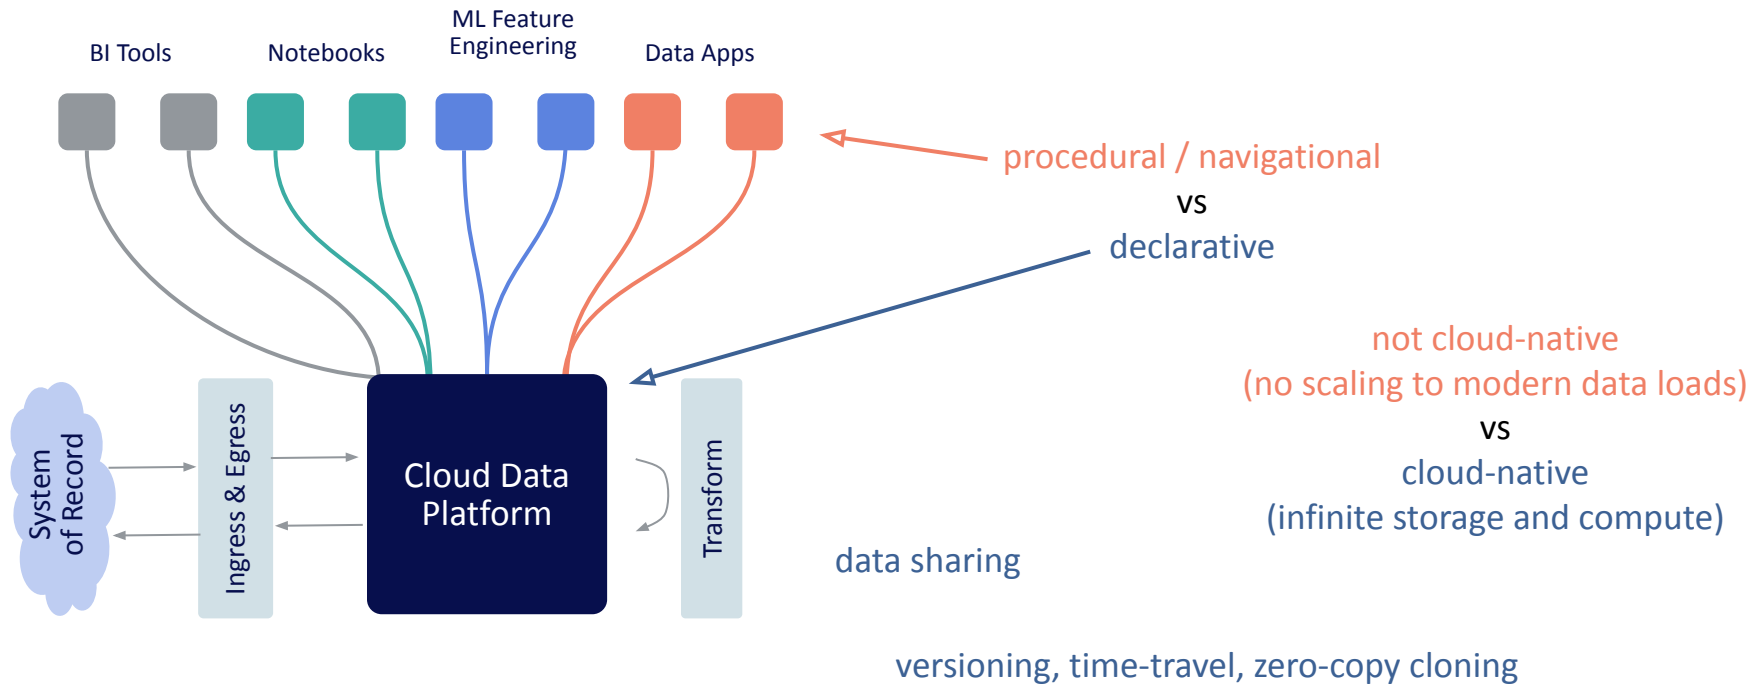 BI Tools
Notebooks
ML Feature
Engineering
Data Apps
procedural / navigational
vs
declarative
not cloud-native
(no scaling to modern data loads)
vs
cloud-native
(infinite storage and compute)
System
of Record
Ingress & Egress
Cloud Data
Platform
Transform
data sharing
versioning, time-travel, zero-copy cloning